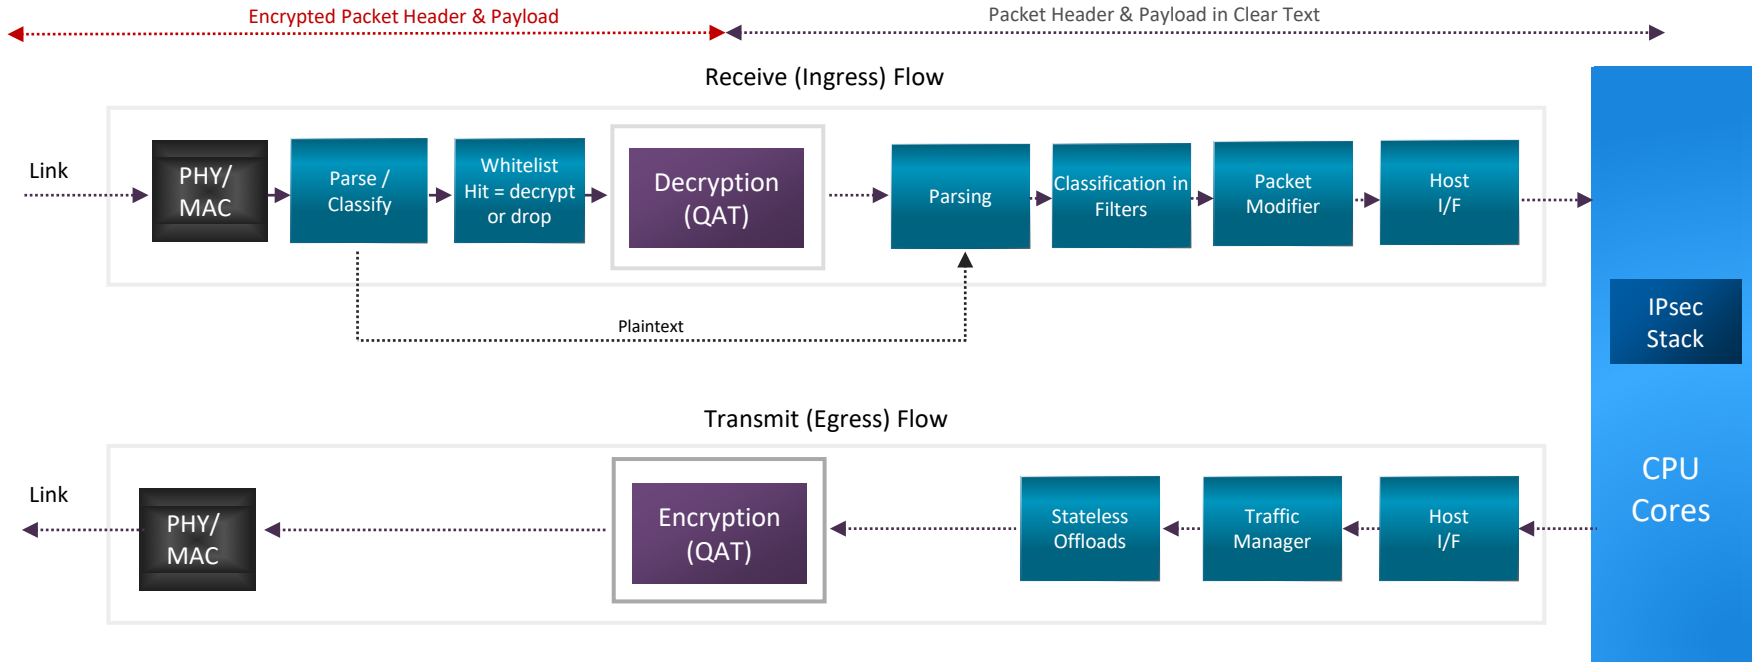 Encrypted Packet Header & Payload
Packet Header & Payload in Clear Text
Receive (Ingress) Flow
Link
PHY/
MAC
Parse /
Classify
Whitelist
Hit = decrypt
or drop
Decryption
(QAT)
Parsing
Classification in
Filters
Packet
Modifier
Host
I/F
Plaintext
IPsec
Stack
Transmit (Egress) Flow
Link
PHY/
MAC
Encryption
(QAT)
Stateless
Offloads
Traffic
Manager
Host
I/F
CPU
Cores